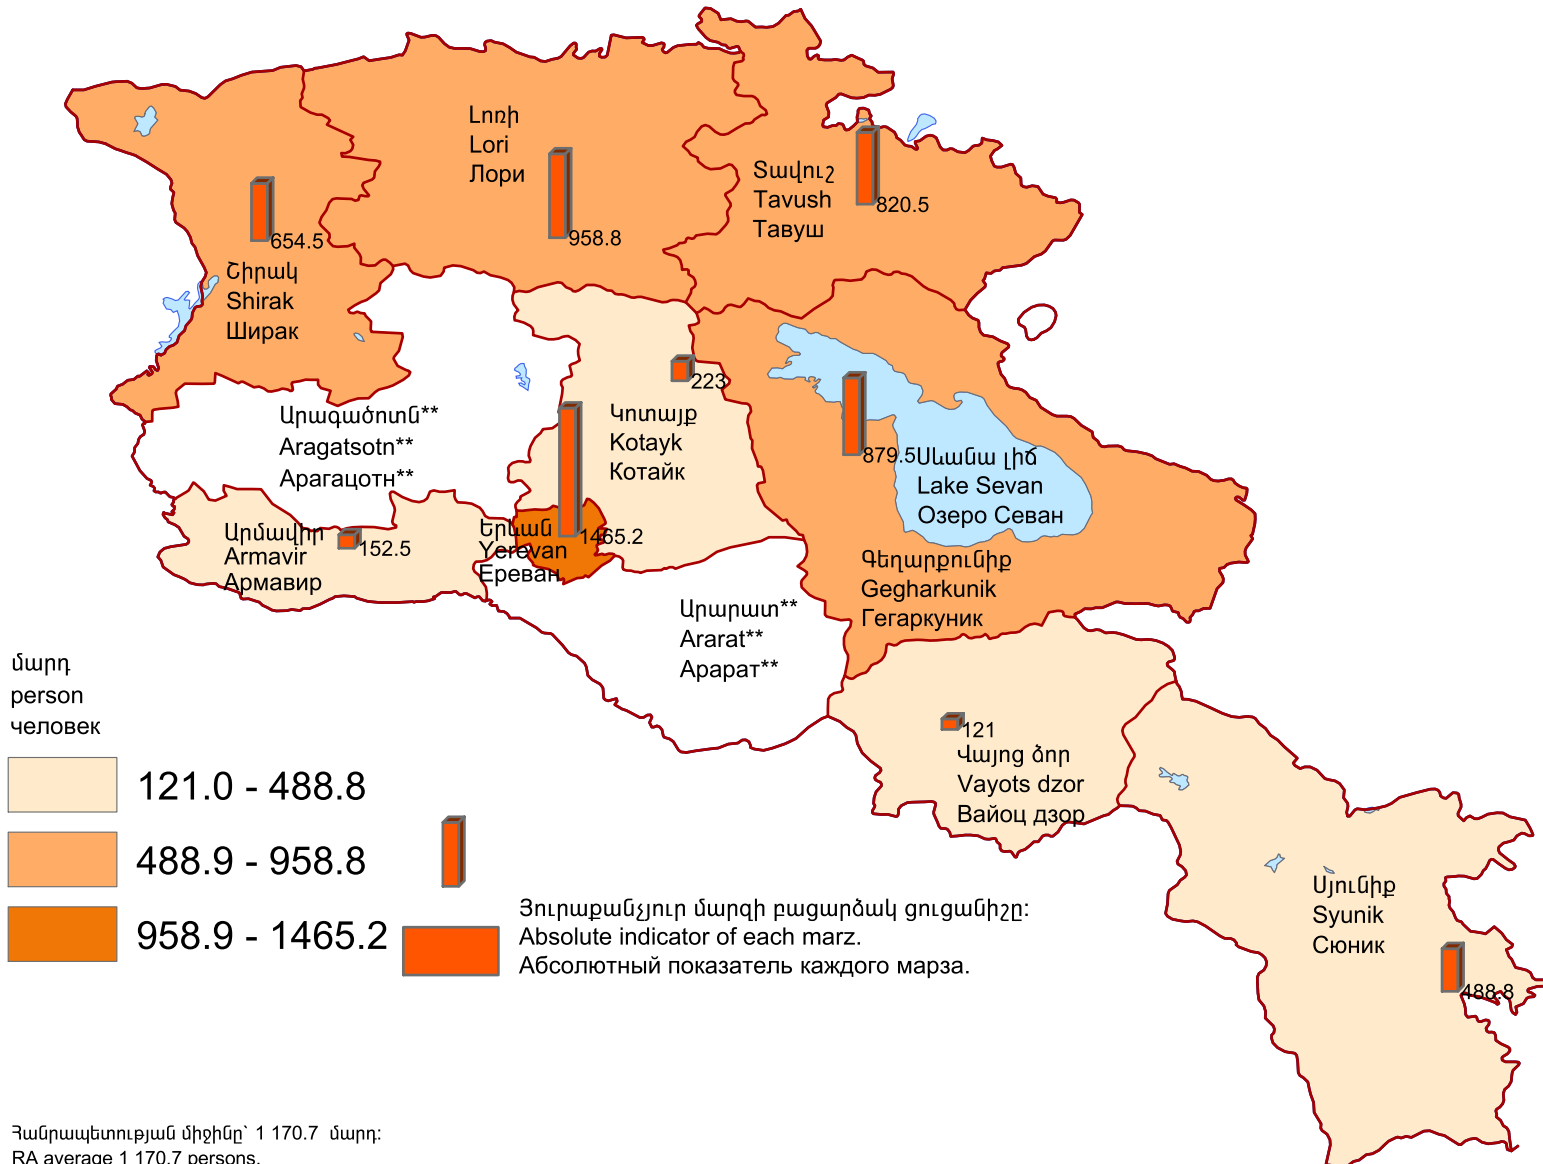 Լոռի
Lori
Лори
958.8
Տավուշ
Tavush
Тавуш
820.5
654.5
Շիրակ
Shirak
Ширак
223
Կոտայք
Kotayk
Котайк
Արագածոտն**
Aragatsotn**
Арагацотн**
879.5
Սևանա լիճ
Lake Sevan
Озеро Севан
Արմավիր
Armavir
Армавир
152.5
Երևան
Yerevan
Ереван
1465.2
Գեղարքունիք
Gegharkunik
Гегаркуник
Արարատ**
Ararat**
Арарат**
121
Վայոց ձոր
Vayots dzor
Вайоц дзор
Սյունիք
Syunik
Сюник
488.8
մարդ
person
человек
121.0 - 488.8
488.9 - 958.8
958.9 - 1465.2
Յուրաքանչյուր մարզի բացարձակ ցուցանիշը:
Absolute indicator of each marz.
Абсолютный показатель каждого марза.
Հանրապետության միջինը` 1 170.7 մարդ:
RA average 1 170.7 persons.